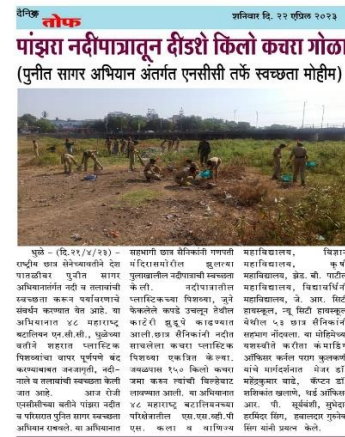 दैनिक
तोफ
शनिवार दि. २२ एप्रिल २०२३
पांझरा नदीपात्रातून दीडशे किलो कचरा गोळा
(पुनीत सागर अभियान अंतर्गत एनसीसी तर्फे स्वच्छता मोहीम)
धुळे – (दि.२१/४/२३) –
राष्ट्रीय छात्र सेनेच्यावतीने देश
पातळीवर पुनीत सागर
अभियानातंर्गत नदी व तलावांची
स्वच्छता करून पर्यावरणाचे
संवर्धन करण्यात येत आहे. या
अभियानात ४८ महाराष्ट्र
बटालियन एन.सी.सी., धुळेच्या
वतीने शहरात प्लास्टिक
पिशव्यांचा वापर पूर्णपणे बंद
करण्याबाबत जनजागृती, नदी-
नाले व तलावांची स्वच्छता केली
जात आहे. आज रोजी
एनसीसीच्या वतीने पांझरा नदीत
व परिसरात पुनित सागर स्वच्छता
अभियान राबवले. या अभियानात
सहभागी छात्र सैनिकांनी गणपती
मंदिरासमोरील झुलत्या
पुलाखालील नदीपात्राची स्वच्छता
केली. नदीपात्रातील
प्लास्टिकच्या पिशव्या, जुने
फेकलेले कपडे उचलून तेथील
काटेरी झुडूपे काढण्यात
आली.छात्र सैनिकांनी नदीत
साचलेला कचरा प्लास्टिक
पिशव्या एकत्रित केल्या.
जवळपास १५० किलो कचरा
जमा करून त्यांची विल्हेवाट
लावण्यात आली. या अभियानात
४८ महाराष्ट्र बटालियनच्या
परिक्षेत्रातील एस.एस.व्ही.पी
एस. कला व वाणिज्य
महाविद्यालय, विज्ञान
महाविद्यालय, कृषी
महाविद्यालय, झेड. बी. पाटील
महाविद्यालय, विद्यावर्धिनी
महाविद्यालय, जे. आर. सिटी
हायस्कूल, न्यू सिटी हायस्कूल
येथील ५३ छात्र सैनिकांनी
सहभाग नोंदवला. या मोहिमेच्या
यशस्वीते करीता कमांडिंग
ऑफिसर कर्नल पराग कुलकर्णी
यांचे मार्गदर्शनात मेजर डॉ
महेंद्रकुमार वाढे, कॅप्टन डॉ
शशिकांत खलाणे, थर्ड ऑफिसर
के. बी. सूर्यवंशी, सुभेदार
हरमिंदर सिंग, हवालदार गुरुनेष
सिंग यांनी प्रयत्न केले.